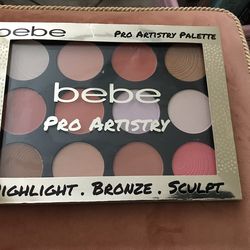 bebe
PRO ARTISTRY PALETTE
bebe
PRO ARTISTRY
HIGHLIGHT . BRONZE . SCULPT